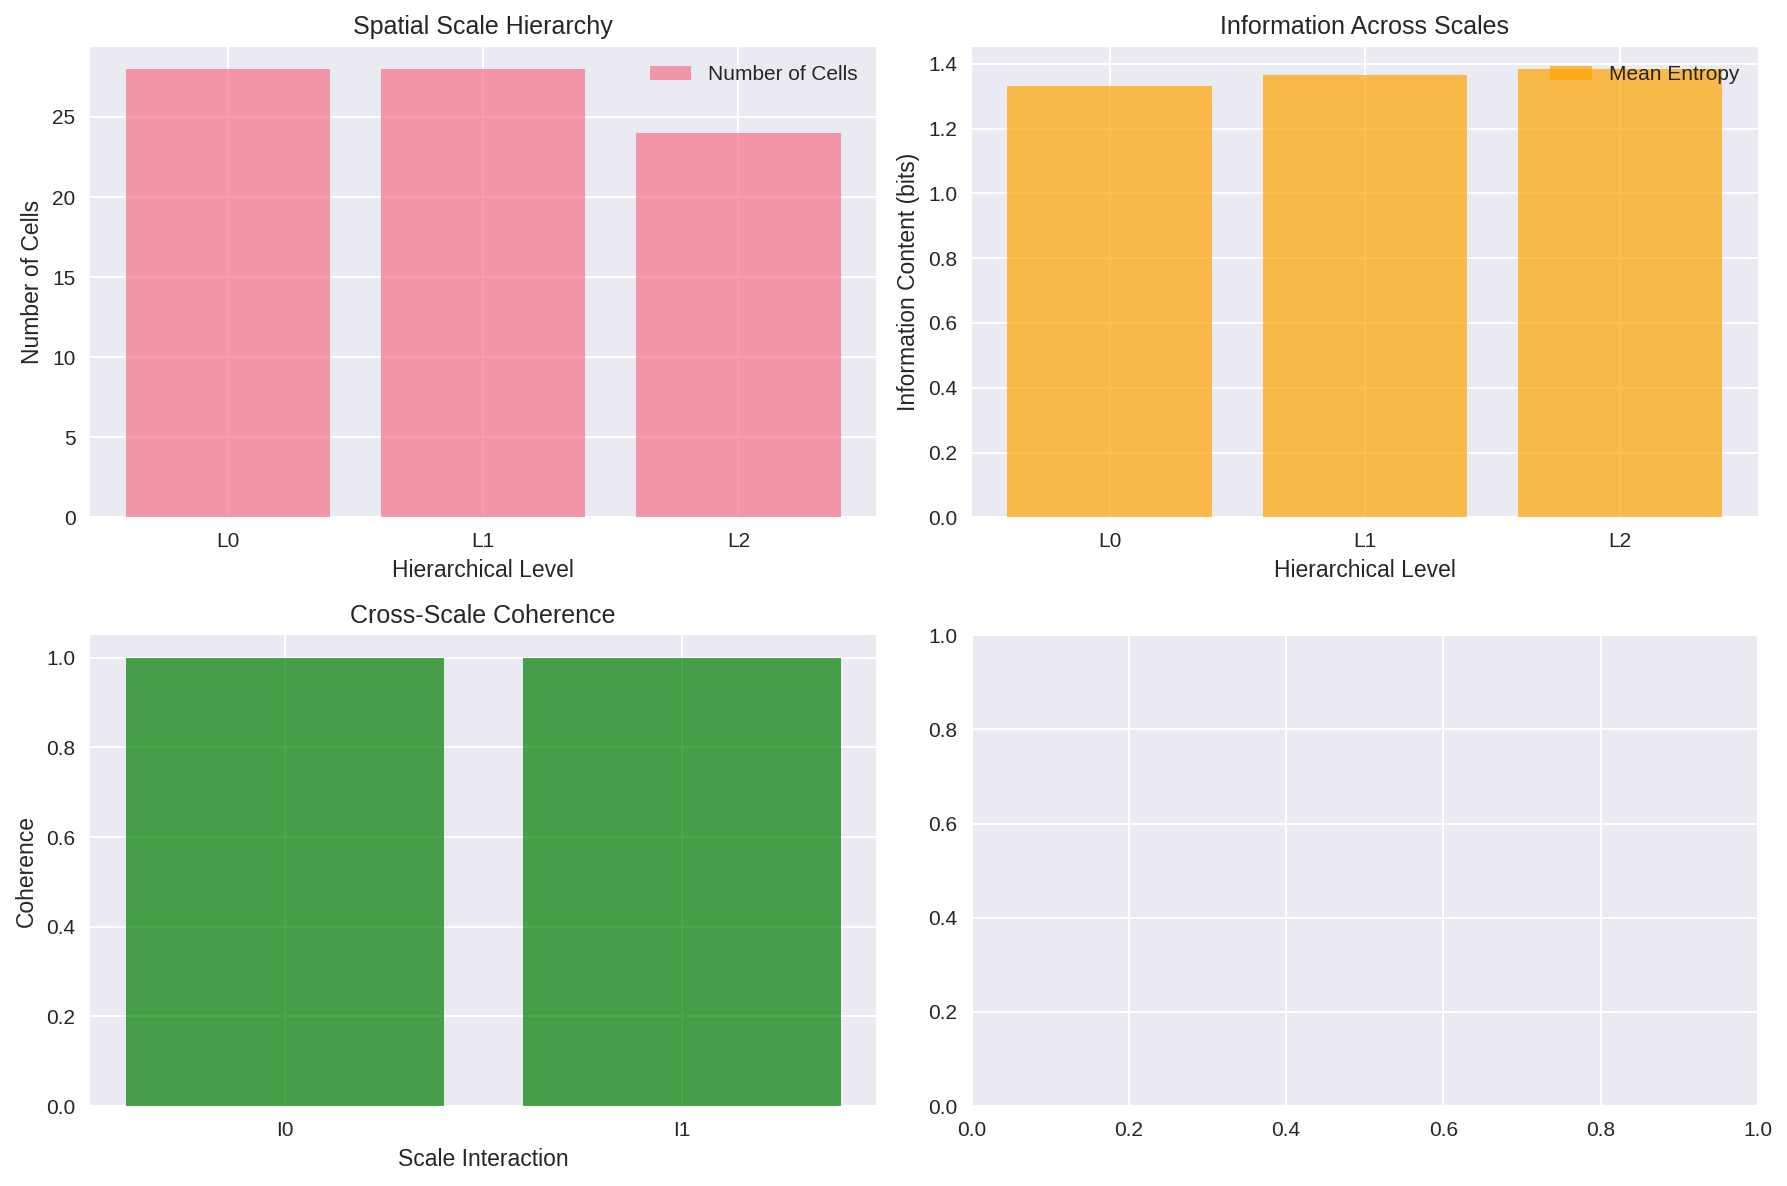 Spatial Scale Hierarchy
Number of Cells
25
20
15
10
5
0
L0
L1
L2
Hierarchical Level
Number of Cells
Information Across Scales
Mean Entropy
1.4
1.2
1.0
0.8
0.6
0.4
0.2
0.0
L0
L1
L2
Hierarchical Level
Information Content (bits)
Cross-Scale Coherence
1.0
0.8
0.6
0.4
0.2
0.0
I0
I1
Scale Interaction
Coherence
1.0
0.8
0.6
0.4
0.2
0.0
0.0
0.2
0.4
0.6
0.8
1.0